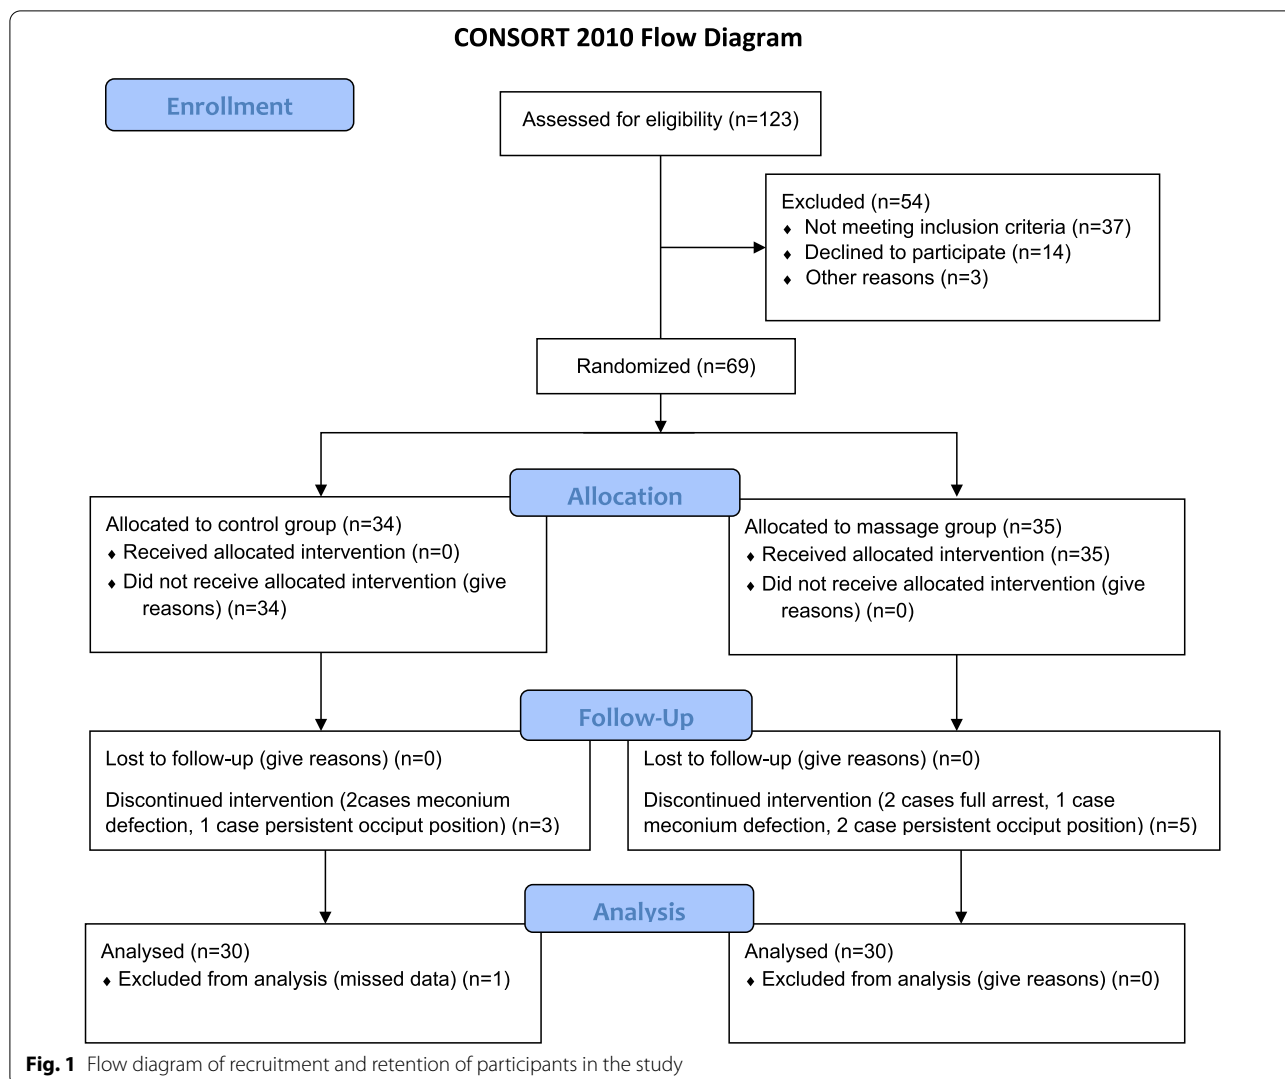 CONSORT 2010 Flow Diagram
Enrollment
Assessed for eligibility (n=123)
Excluded (n=54)
♦ Not meeting inclusion criteria (n=37)
♦ Declined to participate (n=14)
♦ Other reasons (n=3)
Randomized (n=69)
Allocation
Allocated to control group (n=34)
♦ Received allocated intervention (n=0)
♦ Did not receive allocated intervention (give
reasons) (n=34)
Allocated to massage group (n=35)
♦ Received allocated intervention (n=35)
♦ Did not receive allocated intervention (give
reasons) (n=0)
Follow-Up
Lost to follow-up (give reasons) (n=0)
Discontinued intervention (2cases meconium
defection, 1 case persistent occiput position) (n=3)
Lost to follow-up (give reasons) (n=0)
Discontinued intervention (2 cases full arrest, 1 case
meconium defection, 2 case persistent occiput position) (n=5)
Analysis
Analysed (n=30)
♦ Excluded from analysis (missed data) (n=1)
Analysed (n=30)
♦ Excluded from analysis (give reasons) (n=0)
Fig. 1 Flow diagram of recruitment and retention of participants in the study